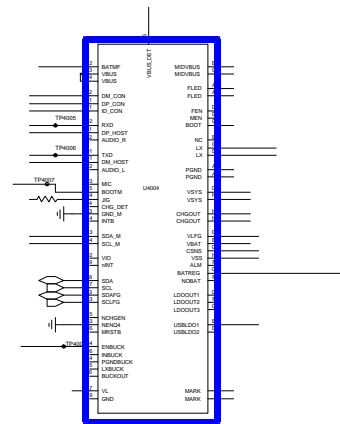 VBUS_DET
BATMF
VBUS
VBUS
DM_CON
DP_CON
ID_CON
TP4005
RXD
DP_HOST
AUDIO_R
TP4006
TXD
DM_HOST
AUDIO_L
TP4007
MIC
BOOTM
JIG
CHG_DET
GND_M
INTB
SDA_M
SCL_M
VIO
nINT
SDA
SCL
SDAFG
SCLFG
NCHGEN
NENQ4
MRSTB
ENBUCK
INBUCK
PGNDBUCK
LXBUCK
BUCKOUT
VL
GND
U4004
MIDVBUS
MIDVBUS
FLED
FLED
FEN
MEN
BOOT
NC
LX
LX
PGND
PGND
VSYS
VSYS
CHGOUT
CHGOUT
VLFG
VBAT
CSNS
VSS
ALM
BATREG
NOBAT
LDOOUT1
LDOOUT2
LDOOUT3
USBLDO1
USBLDO2
MARK
MARK